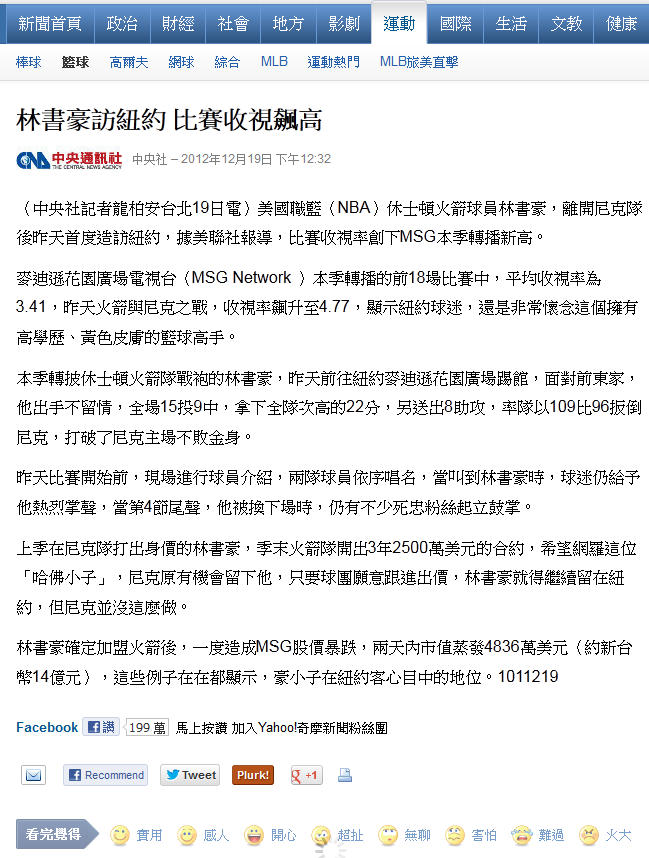 新聞首頁 政治 財經 社會 地方 影劇 運動 國際 生活 文教 健康
棒球 籃球 高爾夫 網球 綜合 MLB 運動熱門 MLB旅美直擊
林書豪訪紐約 比賽收視飆高
CNA 中央通訊社 THE CENTRAL NEWS AGENCY 中央社 – 2012年12月19日 下午12:32
（中央社記者龍柏安台北19日電）美國職籃（NBA）休士頓火箭球員林書豪，離開尼克隊
後昨天首度造訪紐約，據美聯社報導，比賽收視率創下MSG本季轉播新高。
麥迪遜花園廣場電視台（MSG Network ）本季轉播的前18場比賽中，平均收視率為
3.41，昨天火箭與尼克之戰，收視率飆升至4.77，顯示紐約球迷，還是非常懷念這個擁有
高學歷、黃色皮膚的籃球高手。
本季轉披休士頓火箭隊戰袍的林書豪，昨天前往紐約麥迪遜花園廣場踢館，面對前東家，
他出手不留情，全場15投9中，拿下全隊次高的22分，另送出8助攻，率隊以109比96扳倒
尼克，打破了尼克主場不敗金身。
昨天比賽開始前，現場進行球員介紹，兩隊球員依序唱名，當叫到林書豪時，球迷仍給予
他熱烈掌聲，當第4節尾聲，他被換下場時，仍有不少死忠粉絲起立鼓掌。
上季在尼克隊打出身價的林書豪，季末火箭隊開出3年2500萬美元的合約，希望網羅這位
「哈佛小子」，尼克原有機會留下他，只要球團願意跟進出價，林書豪就得繼續留在紐
約，但尼克並沒這麼做。
林書豪確定加盟火箭後，一度造成MSG股價暴跌，兩天內市值蒸發4836萬美元（約新台
幣14億元），這些例子在在都顯示，豪小子在紐約客心目中的地位。1011219
Facebook 讚 199 萬 馬上按讚 加入Yahoo!奇摩新聞粉絲團
Recommend Tweet Plurk! +1
看完覺得 實用 感人 開心 超扯 無聊 害怕 難過 火大